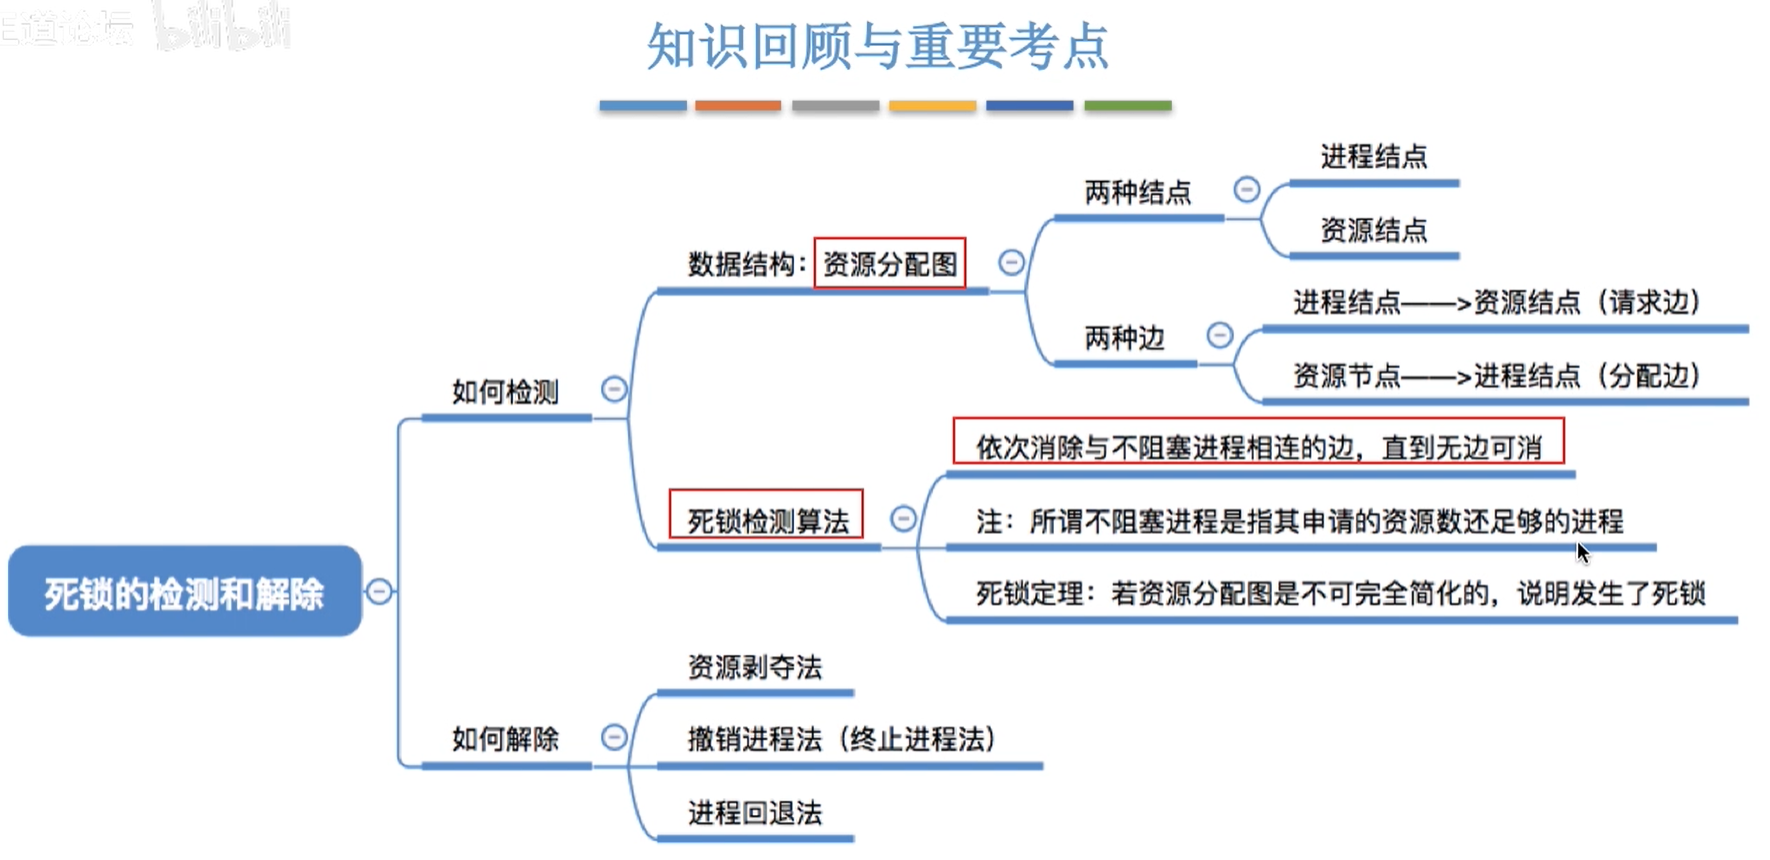 王道论坛 bilibili
知识回顾与重要考点
死锁的检测和解除
如何检测
数据结构：资源分配图
两种结点
进程结点
资源结点
两种边
进程结点——>资源结点（请求边）
资源节点——>进程结点（分配边）
死锁检测算法
依次消除与不阻塞进程相连的边，直到无边可消
注：所谓不阻塞进程是指其申请的资源数还足够的进程
死锁定理：若资源分配图是不可完全简化的，说明发生了死锁
如何解除
资源剥夺法
撤销进程法（终止进程法）
进程回退法